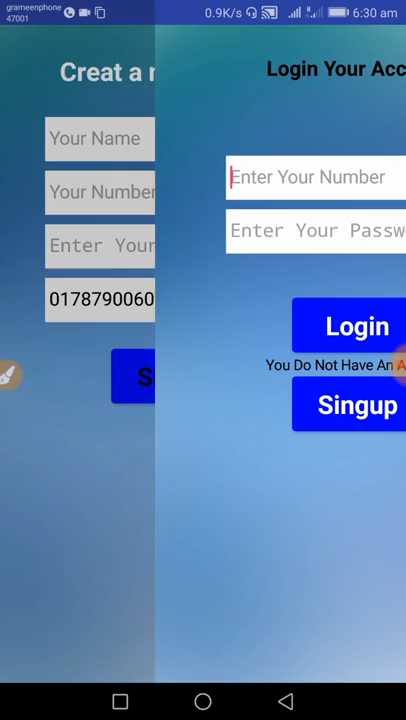 grameenphone
47001
0.9K/s
6:30 am
Creat a
Login Your Acc
Your Name
Your Number
Enter Your
0178790060
S
Enter Your Number
Enter Your Passw
Login
You Do Not Have An A
Singup